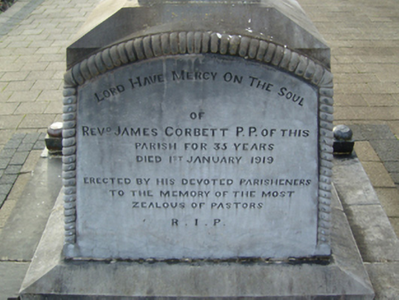 LORD HAVE MERCY ON THE SOUL
OF
REVD JAMES CORBETT P.P. OF THIS
PARISH FOR 35 YEARS
DIED 1ST JANUARY 1919
ERECTED BY HIS DEVOTED PARISHENERS
TO THE MEMORY OF THE MOST
ZEALOUS OF PASTORS
R.I.P.